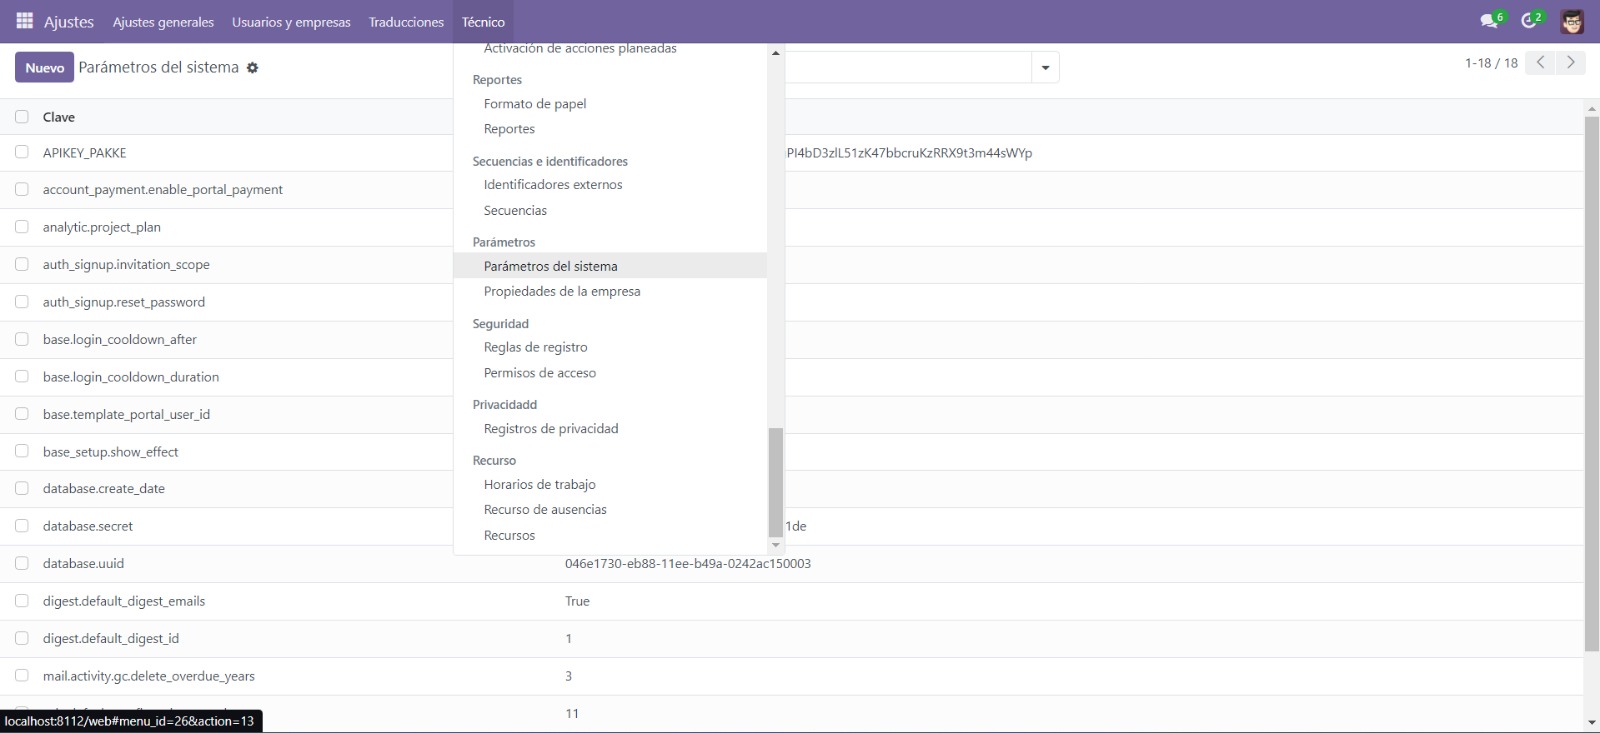 Ajustes Ajustes generales Usuarios y empresas Traducciones Técnico 6 2
Activación de acciones planeadas
Nuevo Parámetros del sistema 1-18 / 18
Reportes
Formato de papel
Reportes
Secuencias e identificadores
Identificadores externos
Secuencias
Parámetros
Parámetros del sistema
Propiedades de la empresa
Seguridad
Reglas de registro
Permisos de acceso
Privacidadd
Registros de privacidad
Recurso
Horarios de trabajo
Recurso de ausencias
Recursos
Clave
APIKEY_PAKKE PI4bD3zlL51zK47bbcruKzRRX9t3m44sWYp
account_payment.enable_portal_payment
analytic.project_plan
auth_signup.invitation_scope
auth_signup.reset_password
base.login_cooldown_after
base.login_cooldown_duration
base.template_portal_user_id
base_setup.show_effect
database.create_date
database.secret 1de
database.uuid 046e1730-eb88-11ee-b49a-0242ac150003
digest.default_digest_emails True
digest.default_digest_id 1
mail.activity.gc.delete_overdue_years 3
11
localhost:8112/web#menu_id=26&action=13